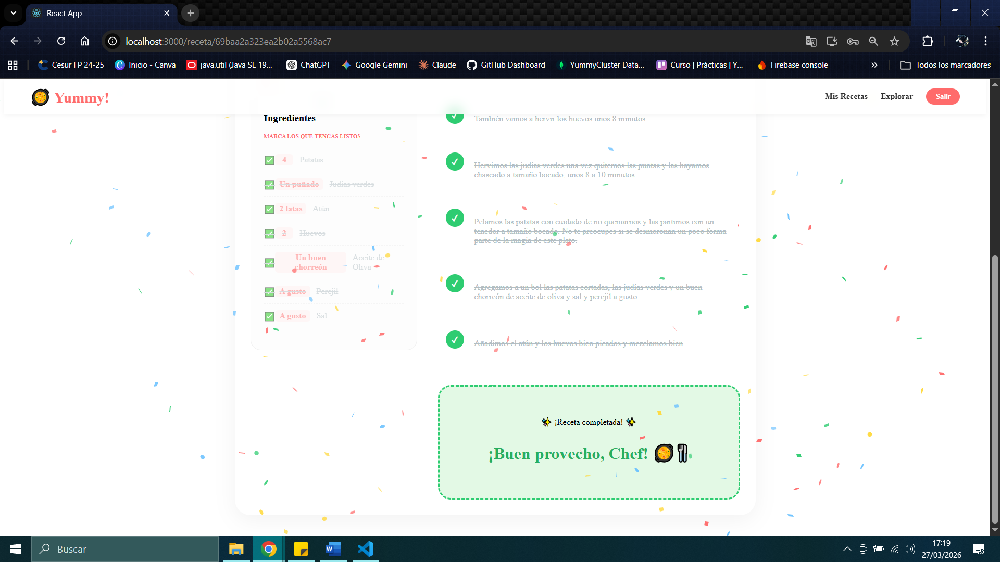 React App
localhost:3000/receta/69baa2a323ea2b02a5568ac7
Cesur FP 24-25
Inicio - Canva
java.util (Java SE 19...
ChatGPT
Google Gemini
Claude
GitHub Dashboard
YummyCluster Data...
Curso | Prácticas | Y...
Firebase console
Todos los marcadores
Yummy!
Mis Recetas
Explorar
Salir
Ingredientes
MARCA LOS QUE TENGAS LISTOS
4 Patatas
Un puñado Judias verdes
2 latas Atún
2 Huevos
Un buen
chorreón
Aceite de
Oliva
A gusto Perejil
A gusto Sal
También vamos a hervir los huevos unos 8 minutos.
Hervimos las judías verdes una vez quitemos las puntas y las hayamos
chascado a tamaño bocado, unos 8 a 10 minutos.
Pelamos las patatas con cuidado de no quemarnos y las partimos con un
tenedor a tamaño bocado. No te preocupes si se desmoronan un poco forma
parte de la magia de este plato.
Agregamos a un bol las patatas cortadas, las judías verdes y un buen
chorreón de aceite de oliva y sal y perejil a gusto.
Añadimos el atún y los huevos bien picados y mezclamos bien
✨ ¡Receta completada! ✨
¡Buen provecho, Chef! 🥘🍴
Buscar
17:19
27/03/2026